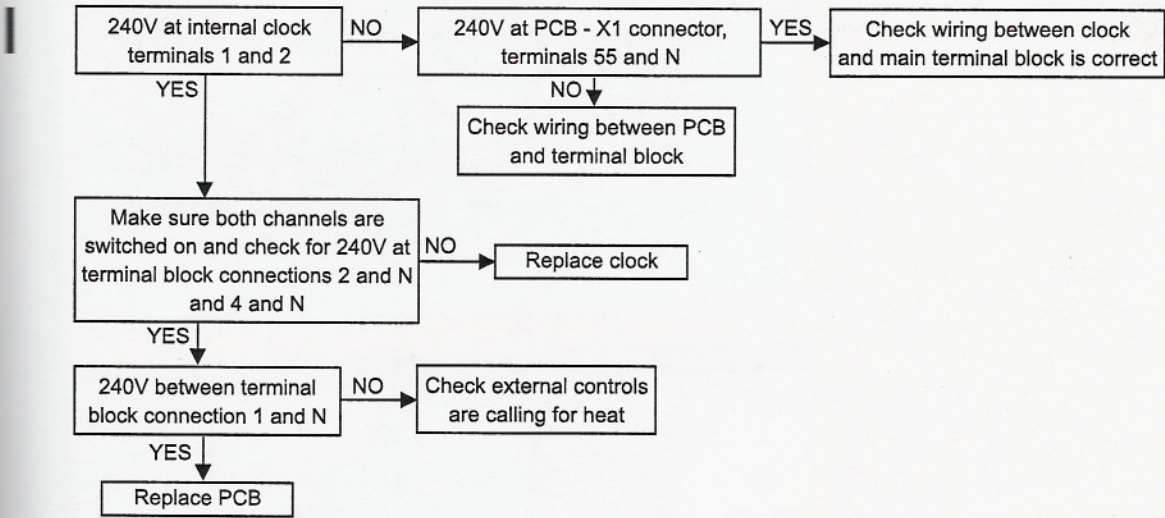 240V at internal clock
terminals 1 and 2
NO
240V at PCB - X1 connector,
terminals 55 and N
YES
Check wiring between clock
and main terminal block is correct
YES
NO
Check wiring between PCB
and terminal block
Make sure both channels are
switched on and check for 240V at
terminal block connections 2 and N
and 4 and N
NO
Replace clock
YES
240V between terminal
block connection 1 and N
NO
Check external controls
are calling for heat
YES
Replace PCB